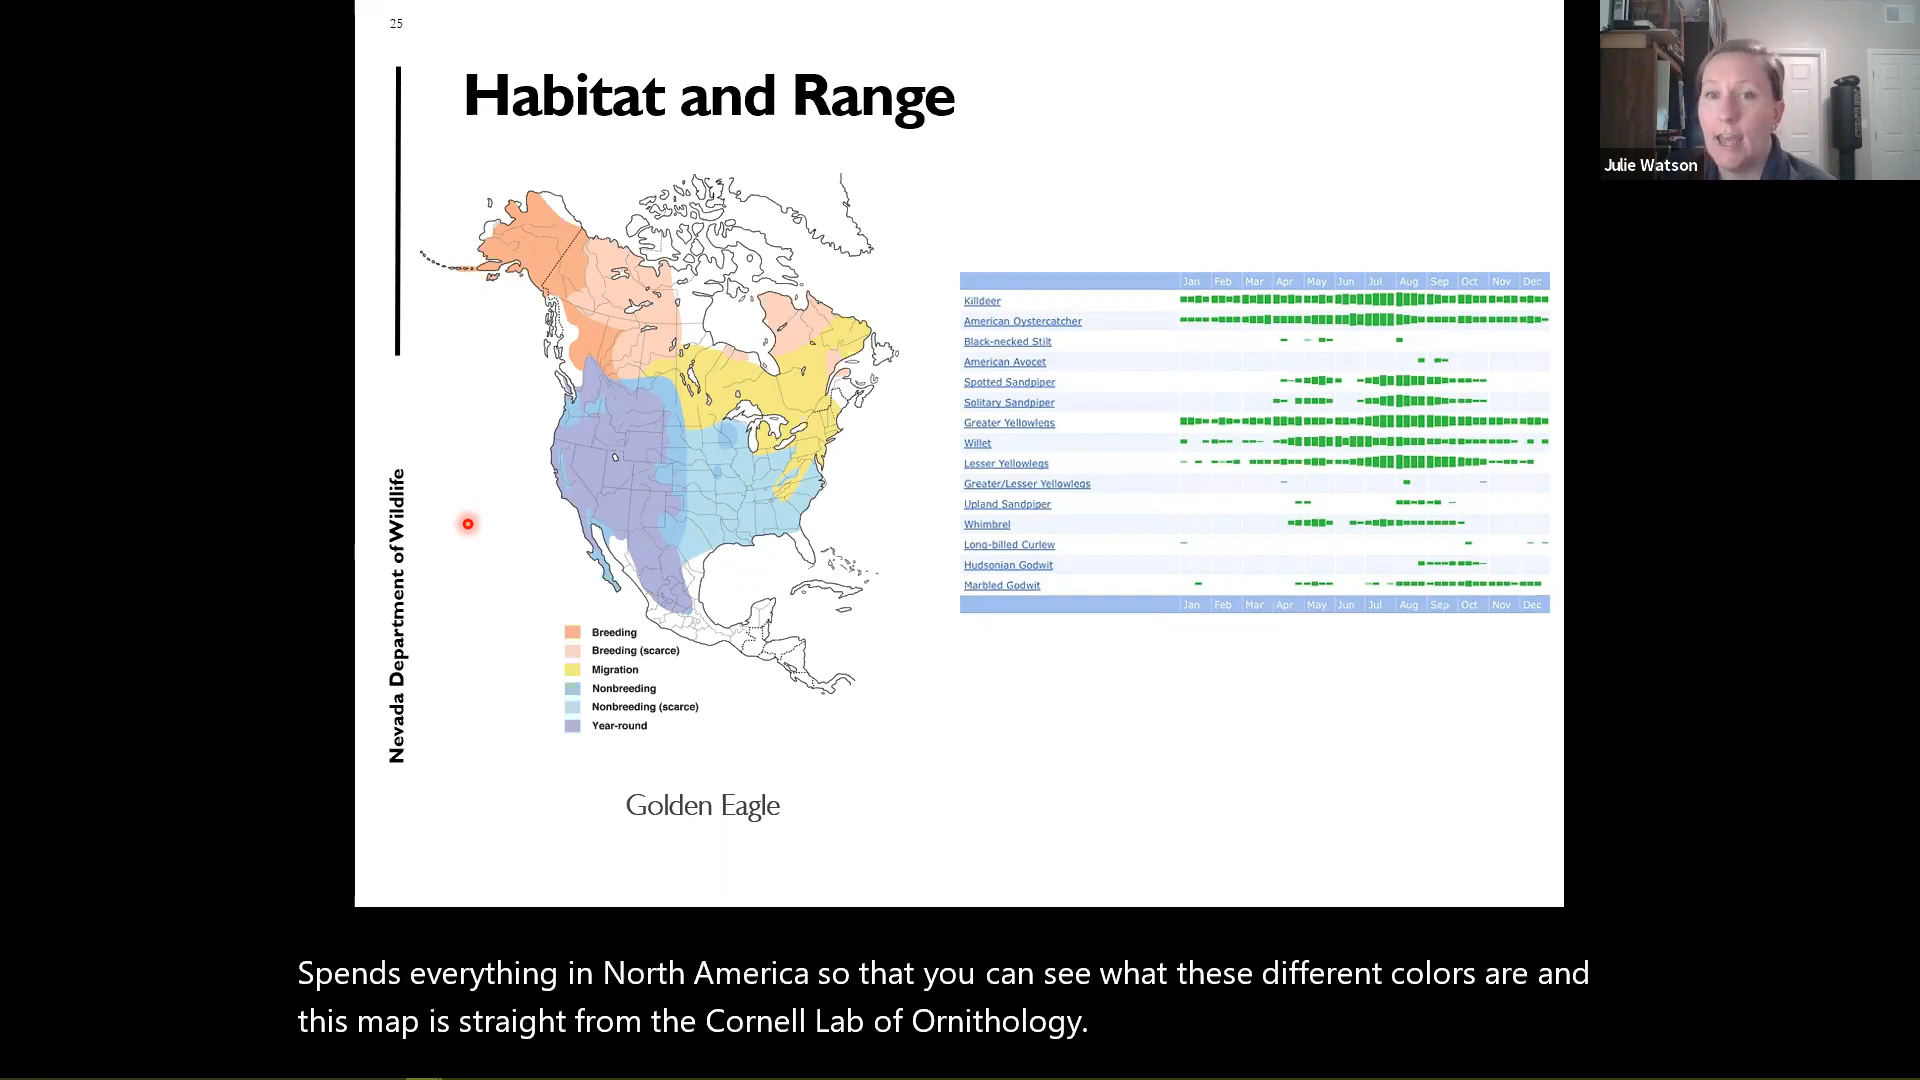 25
Habitat and Range
Julie Watson
Nevada Department of Wildlife
Jan Feb Mar Apr May Jun Jul Aug Sep Oct Nov Dec
Killdeer
American Oystercatcher
Black-necked Stilt
American Avocet
Spotted Sandpiper
Solitary Sandpiper
Greater Yellowlegs
Willet
Lesser Yellowlegs
Greater/Lesser Yellowlegs
Upland Sandpiper
Whimbrel
Long-billed Curlew
Hudsonian Godwit
Marbled Godwit
Jan Feb Mar Apr May Jun Jul Aug Sep Oct Nov Dec
Breeding
Breeding (scarce)
Migration
Nonbreeding
Nonbreeding (scarce)
Year-round
Golden Eagle
Spends everything in North America so that you can see what these different colors are and
this map is straight from the Cornell Lab of Ornithology.